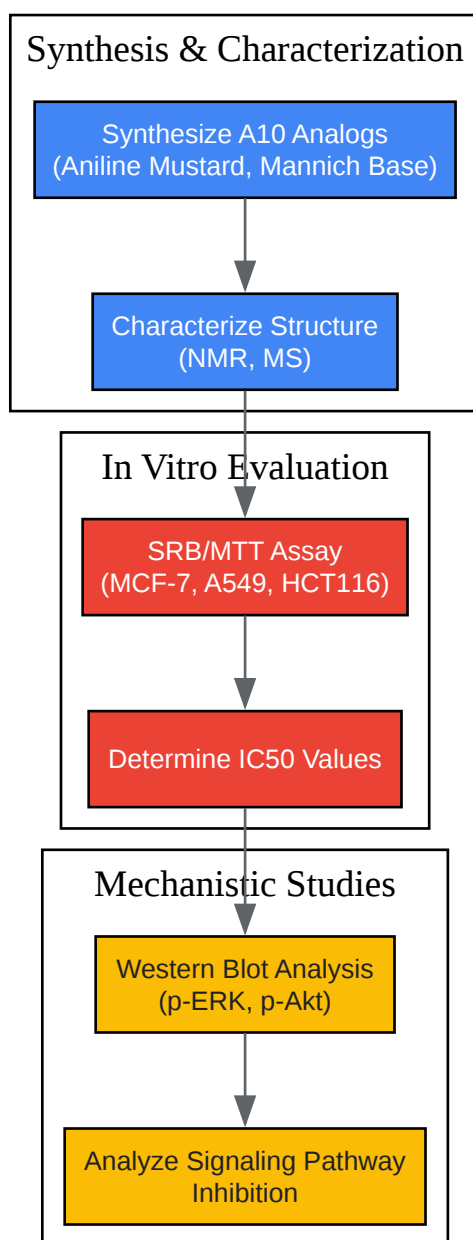 Synthesis & Characterization
Synthesize A10 Analogs
(Aniline Mustard, Mannich Base)
Characterize Structure
(NMR, MS)
In Vitro Evaluation
SRB/MTT Assay
(MCF-7, A549, HCT116)
Determine IC50 Values
Mechanistic Studies
Western Blot Analysis
(p-ERK, p-Akt)
Analyze Signaling Pathway
Inhibition